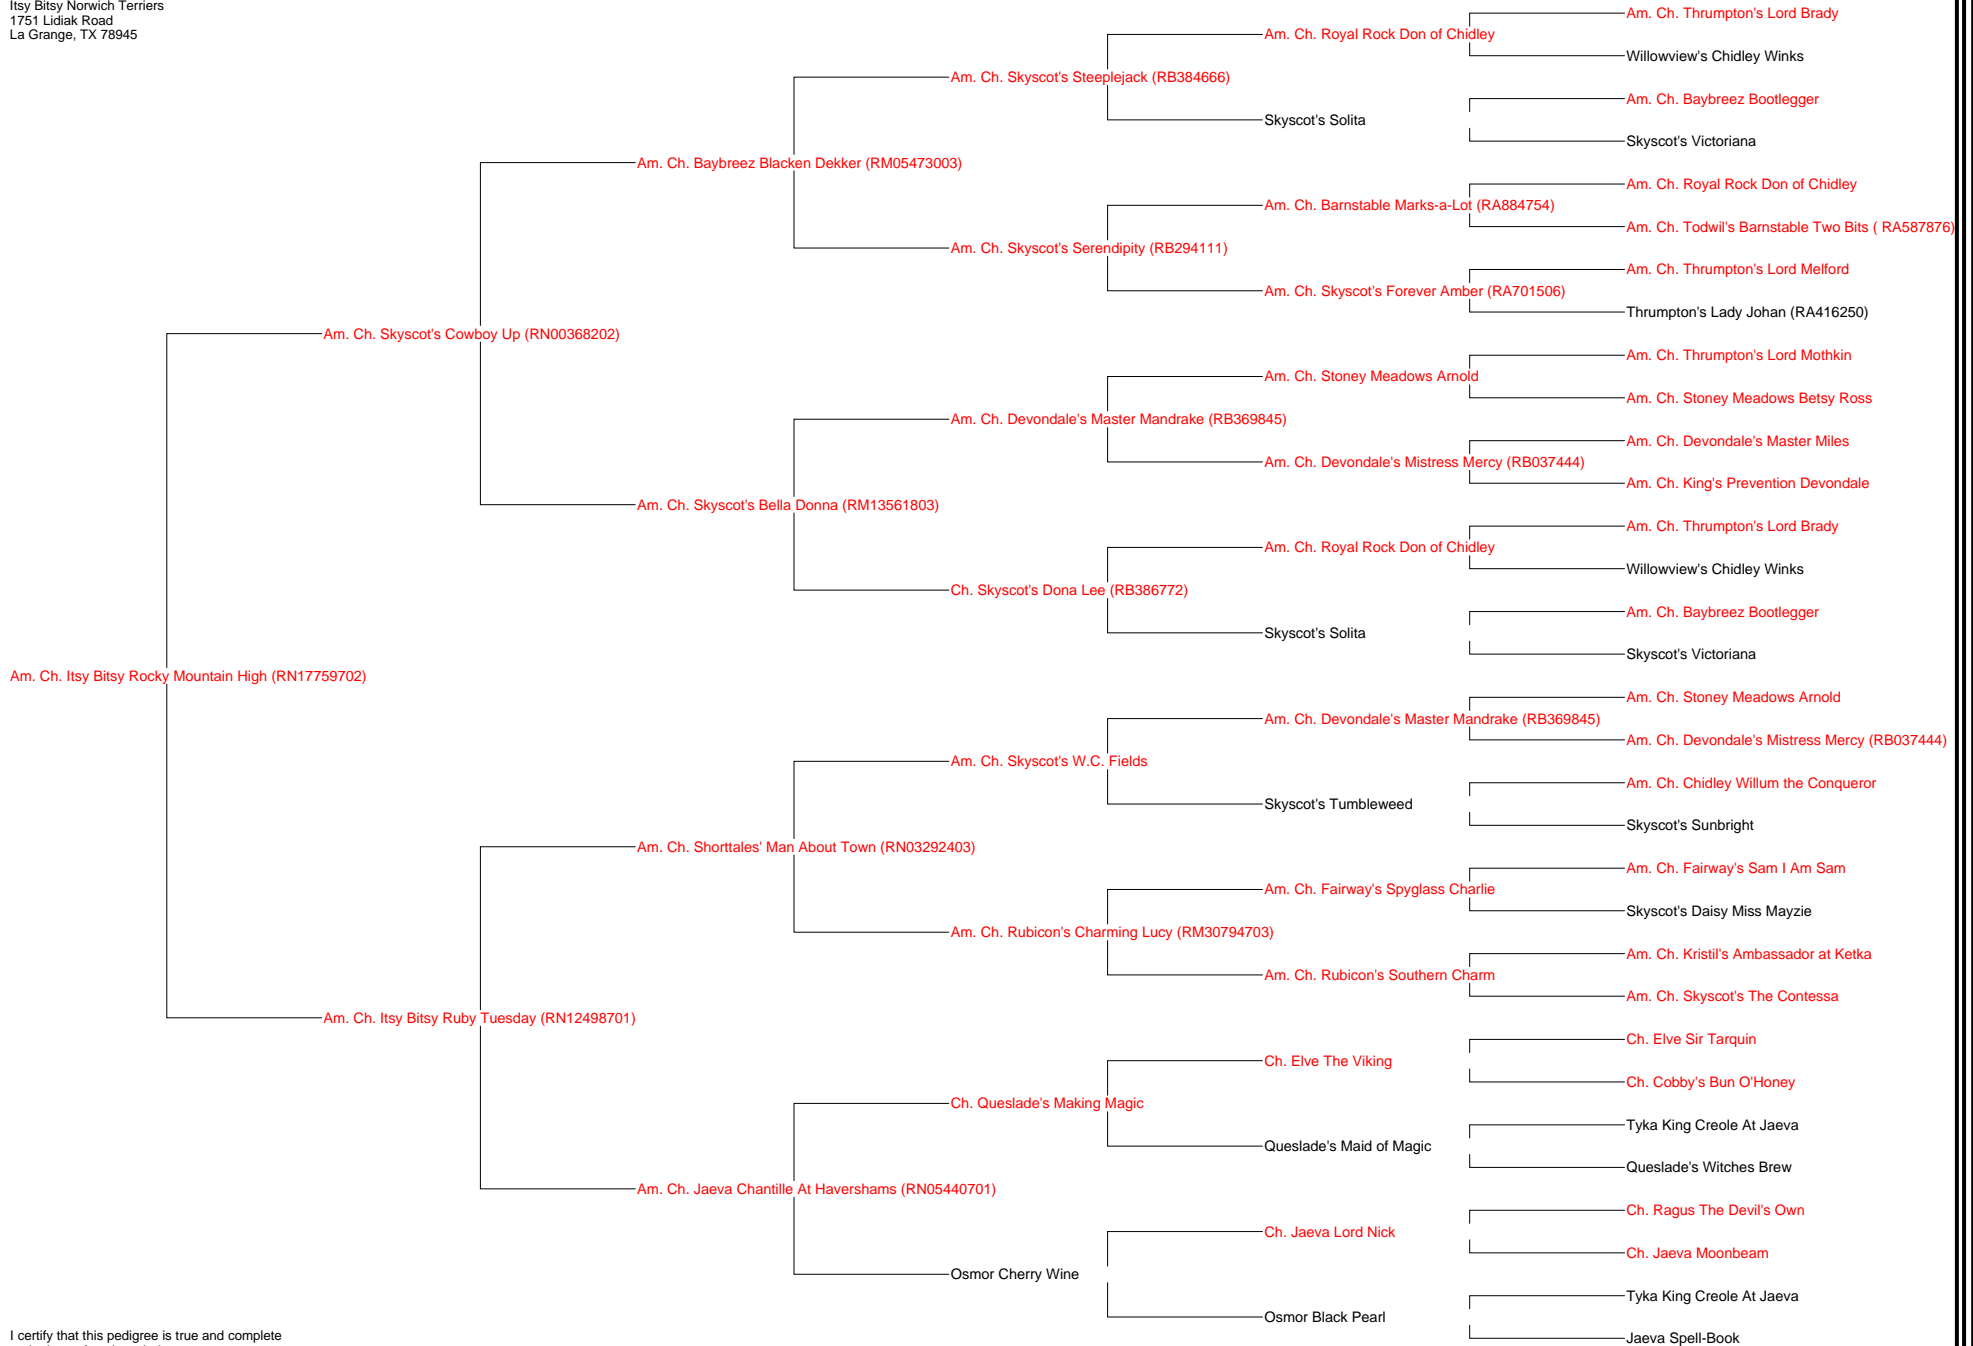 Itsy Bitsy Norwich Terriers
1751 Lidiak Road
La Grange, TX 78945
Am. Ch. Thrumpton's Lord Brady
Am. Ch. Royal Rock Don of Chidley
Willowview's Chidley Winks
Am. Ch. Skyscot's Steeplejack (RB384666)
Am. Ch. Baybreez Bootlegger
Skyscot's Solita
Skyscot's Victoriana
Am. Ch. Baybreez Blacken Dekker (RM05473003)
Am. Ch. Royal Rock Don of Chidley
Am. Ch. Barnstable Marks-a-Lot (RA884754)
Am. Ch. Todwil's Barnstable Two Bits ( RA587876)
Am. Ch. Skyscot's Serendipity (RB294111)
Am. Ch. Thrumpton's Lord Melford
Am. Ch. Skyscot's Forever Amber (RA701506)
Thrumpton's Lady Johan (RA416250)
Am. Ch. Skyscot's Cowboy Up (RN00368202)
Am. Ch. Thrumpton's Lord Mothkin
Am. Ch. Stoney Meadows Arnold
Am. Ch. Stoney Meadows Betsy Ross
Am. Ch. Devondale's Master Mandrake (RB369845)
Am. Ch. Devondale's Master Miles
Am. Ch. Devondale's Mistress Mercy (RB037444)
Am. Ch. King's Prevention Devondale
Am. Ch. Skyscot's Bella Donna (RM13561803)
Am. Ch. Thrumpton's Lord Brady
Am. Ch. Royal Rock Don of Chidley
Willowview's Chidley Winks
Ch. Skyscot's Dona Lee (RB386772)
Am. Ch. Baybreez Bootlegger
Skyscot's Solita
Skyscot's Victoriana
Am. Ch. Itsy Bitsy Rocky Mountain High (RN17759702)
Am. Ch. Stoney Meadows Arnold
Am. Ch. Devondale's Master Mandrake (RB369845)
Am. Ch. Devondale's Mistress Mercy (RB037444)
Am. Ch. Skyscot's W.C. Fields
Am. Ch. Chidley Willum the Conqueror
Skyscot's Tumbleweed
Skyscot's Sunbright
Am. Ch. Shorttales' Man About Town (RN03292403)
Am. Ch. Fairway's Sam I Am Sam
Am. Ch. Fairway's Spyglass Charlie
Skyscot's Daisy Miss Mayzie
Am. Ch. Rubicon's Charming Lucy (RM30794703)
Am. Ch. Kristil's Ambassador at Ketka
Am. Ch. Rubicon's Southern Charm
Am. Ch. Skyscot's The Contessa
Am. Ch. Itsy Bitsy Ruby Tuesday (RN12498701)
Ch. Elve Sir Tarquin
Ch. Elve The Viking
Ch. Cobby's Bun O'Honey
Ch. Queslade's Making Magic
Tyka King Creole At Jaeva
Queslade's Maid of Magic
Queslade's Witches Brew
Am. Ch. Jaeva Chantille At Havershams (RN05440701)
Ch. Ragus The Devil's Own
Ch. Jaeva Lord Nick
Ch. Jaeva Moonbeam
Osmor Cherry Wine
Tyka King Creole At Jaeva
Osmor Black Pearl
Jaeva Spell-Book
I certify that this pedigree is true and complete